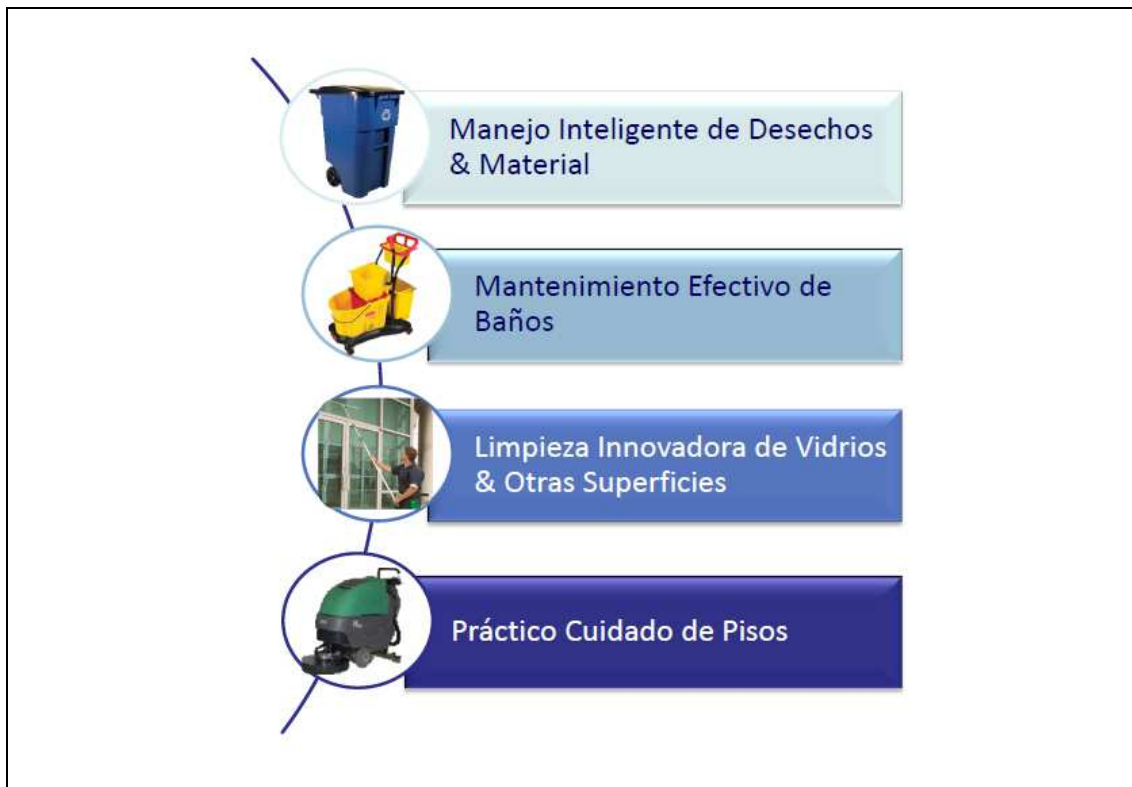 Manejo Inteligente de Desechos
& Material
Mantenimiento Efectivo de
Baños
Limpieza Innovadora de Vidrios
& Otras Superficies
Práctico Cuidado de Pisos